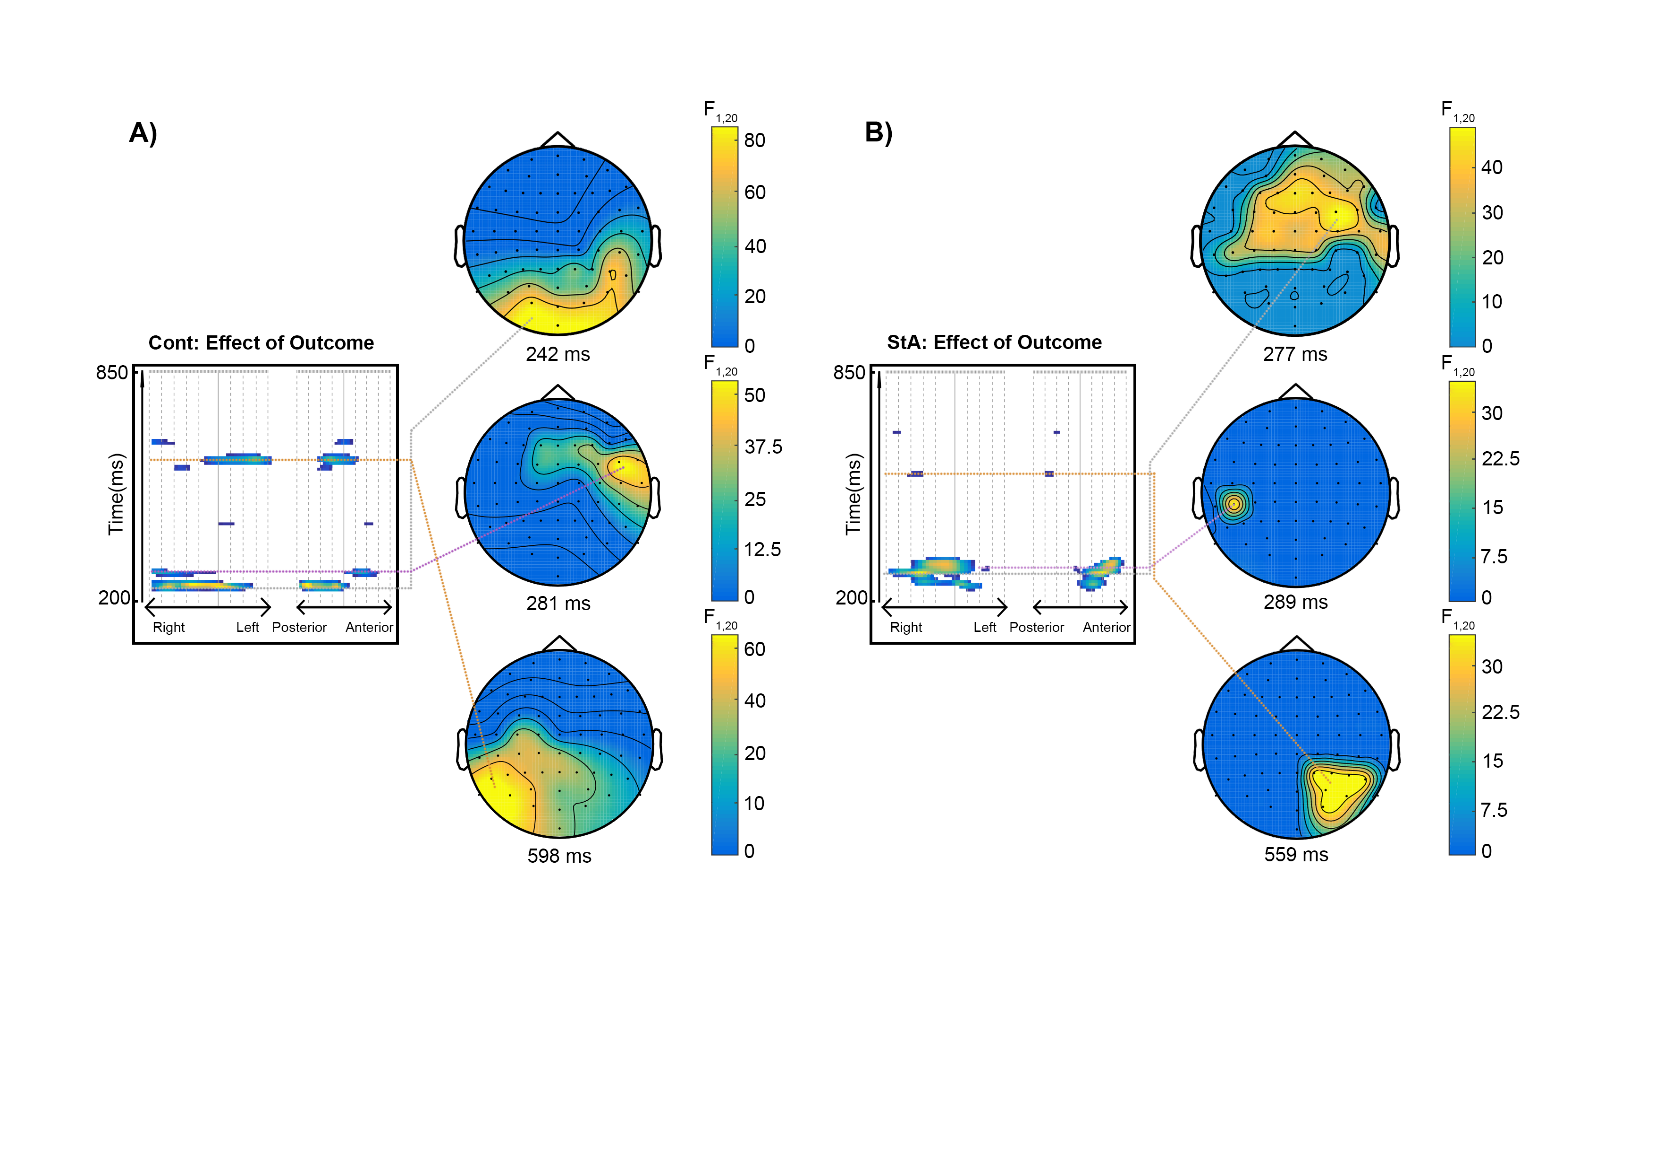 A)
F1,20
80
60
40
20
0
242 ms
Cont: Effect of Outcome
850
Time(ms)
200
Right Left Posterior Anterior
F1,20
50
37.5
25
12.5
0
281 ms
F1,20
60
40
20
10
0
598 ms
B)
F1,20
40
30
20
10
0
277 ms
StA: Effect of Outcome
850
Time(ms)
200
Right Left Posterior Anterior
F1,20
30
22.5
15
7.5
0
289 ms
F1,20
30
22.5
15
7.5
0
559 ms